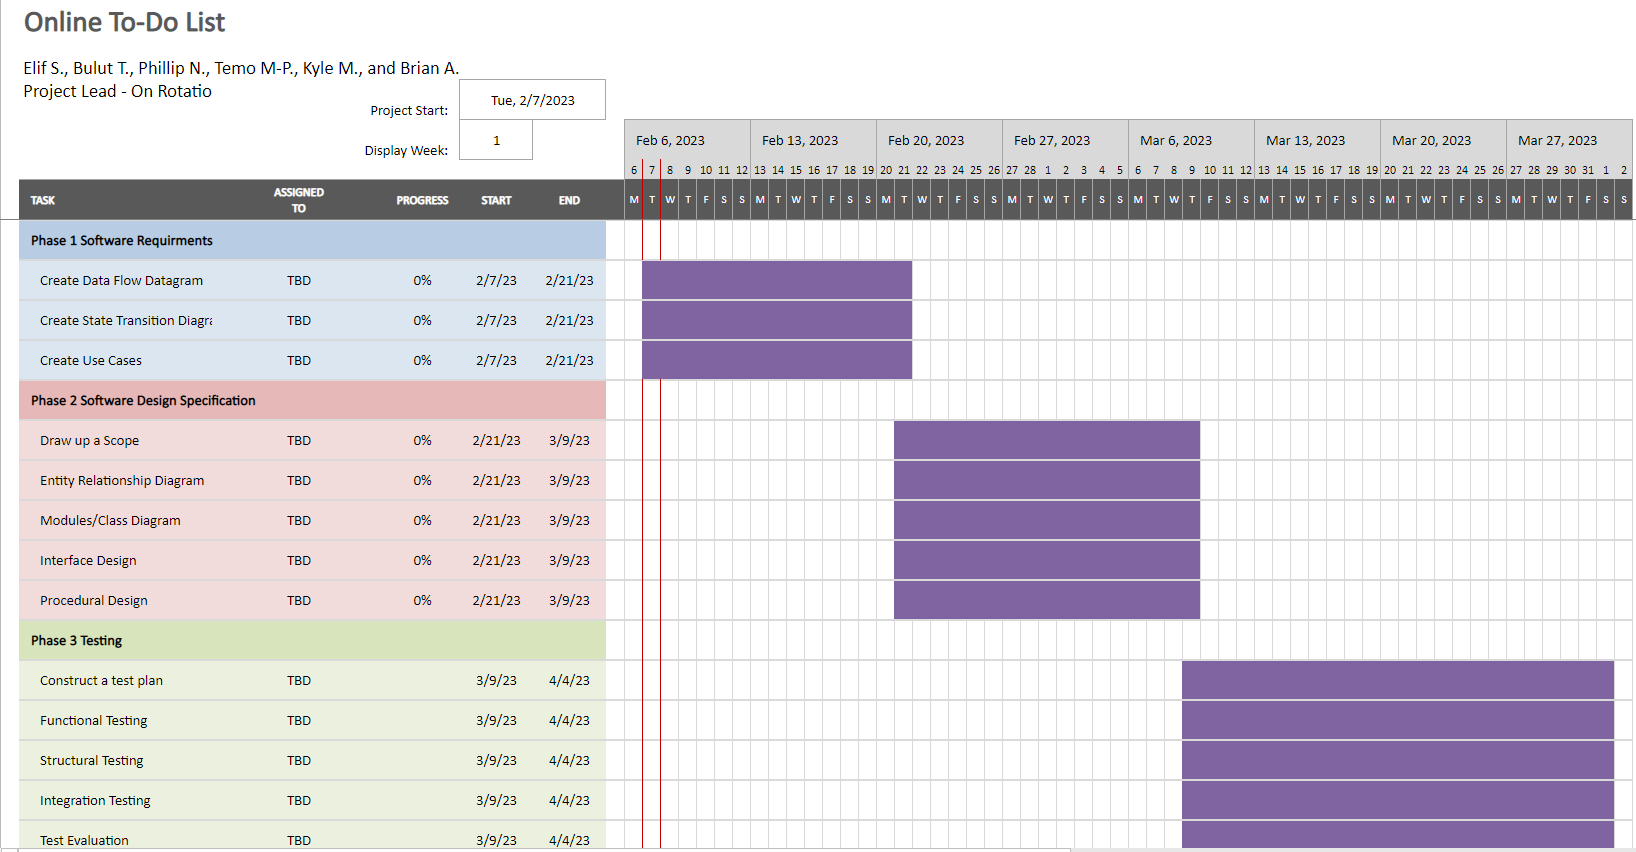 Online To-Do List
Elif S., Bulut T., Phillip N., Temo M-P., Kyle M., and Brian A.
Project Lead - On Rotatio
Project Start: Tue, 2/7/2023
Display Week: 1
Feb 6, 2023 Feb 13, 2023 Feb 20, 2023 Feb 27, 2023 Mar 6, 2023 Mar 13, 2023 Mar 20, 2023 Mar 27, 2023
6 7 8 9 10 11 12 13 14 15 16 17 18 19 20 21 22 23 24 25 26 27 28 1 2 3 4 5 6 7 8 9 10 11 12 13 14 15 16 17 18 19 20 21 22 23 24 25 26 27 28 29 30 31 1 2
TASK ASSIGNED TO PROGRESS START END M T W T F S S M T W T F S S M T W T F S S M T W T F S S M T W T F S S M T W T F S S M T W T F S S M T W T F S S
Phase 1 Software Requirments
Create Data Flow Datagram TBD 0% 2/7/23 2/21/23
Create State Transition Diagra TBD 0% 2/7/23 2/21/23
Create Use Cases TBD 0% 2/7/23 2/21/23
Phase 2 Software Design Specification
Draw up a Scope TBD 0% 2/21/23 3/9/23
Entity Relationship Diagram TBD 0% 2/21/23 3/9/23
Modules/Class Diagram TBD 0% 2/21/23 3/9/23
Interface Design TBD 0% 2/21/23 3/9/23
Procedural Design TBD 0% 2/21/23 3/9/23
Phase 3 Testing
Construct a test plan TBD 3/9/23 4/4/23
Functional Testing TBD 3/9/23 4/4/23
Structural Testing TBD 3/9/23 4/4/23
Integration Testing TBD 3/9/23 4/4/23
Test Evaluation TBD 3/9/23 4/4/23